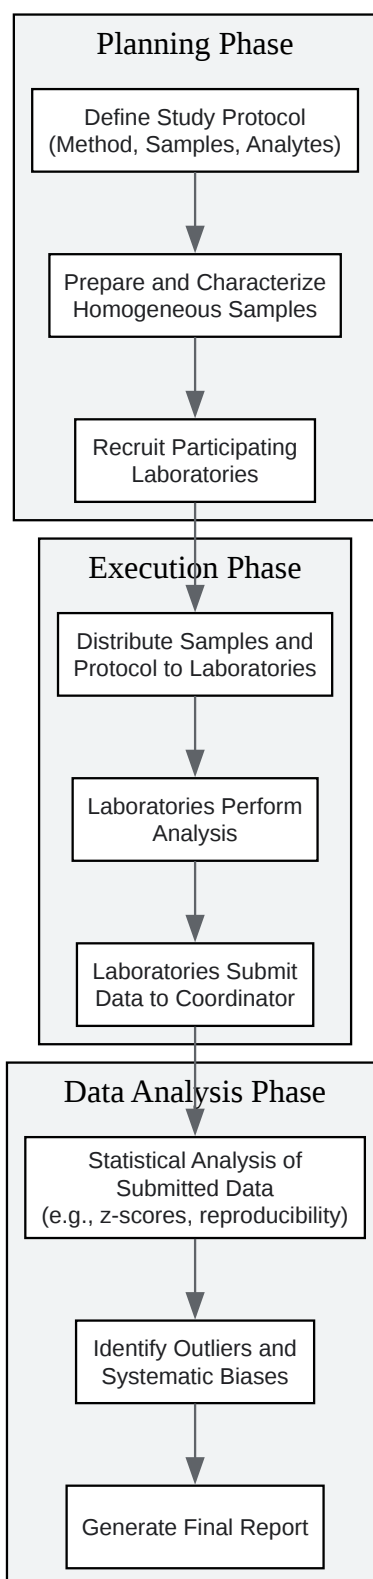 Planning Phase
Define Study Protocol
(Method, Samples, Analytes)
Prepare and Characterize
Homogeneous Samples
Recruit Participating
Laboratories
Execution Phase
Distribute Samples and
Protocol to Laboratories
Laboratories Perform
Analysis
Laboratories Submit
Data to Coordinator
Data Analysis Phase
Statistical Analysis of
Submitted Data
(e.g., z-scores, reproducibility)
Identify Outliers and
Systematic Biases
Generate Final Report